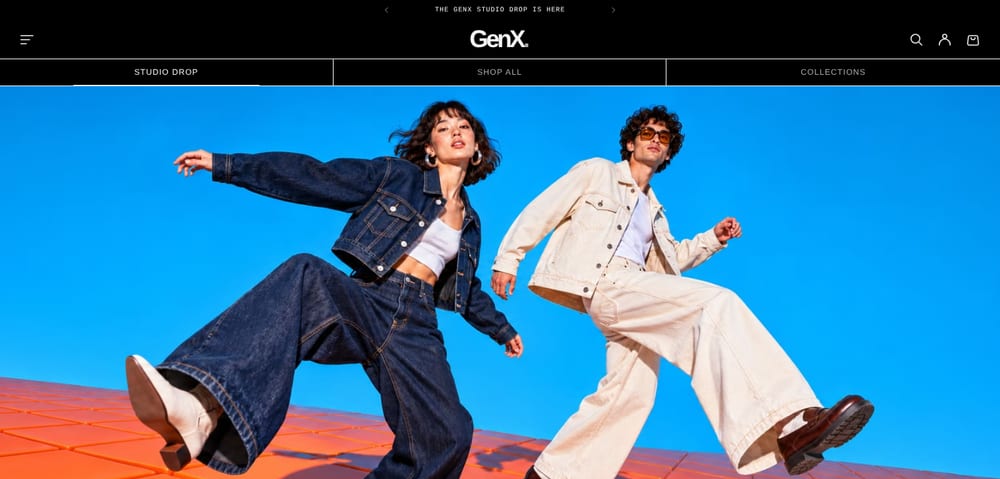 THE GENX STUDIO DROP IS HERE
GenX
STUDIO DROP
SHOP ALL
COLLECTIONS